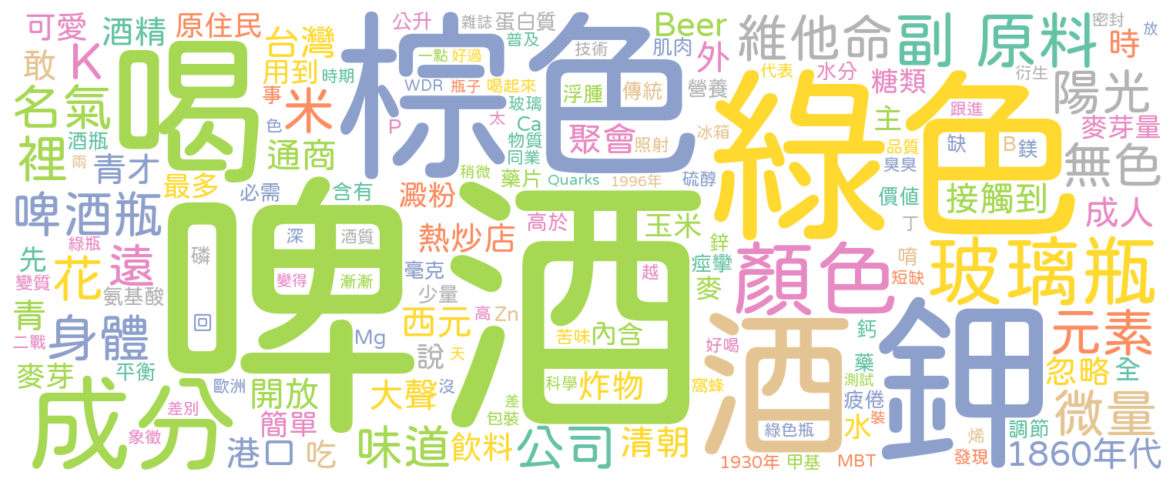 可愛 酒精 原住民 公升 雜誌 蛋白質 Beer 維他命 副 原料 時 密封 放
敢 K 喝 台灣 一點 好過 普及 技術 肌肉 外 代表 水分 糖類 衍生 陽光
用到 時期 WDR 瓶子 喝起來 棕色 浮腫 傳統 營養 綠色 主 跟進 麥芽量
名氣 事 米 P 太 玻璃 Ca 聚會 照射 冰箱 品質 缺 B 鎂 無色
酒瓶 色 通商 物質 同業 臭臭
裡 兩 青才 最多 必需 含有 稍微 藥片 Quarks 1996年 硫醇 價值 接觸到 成人
啤酒瓶 啤酒 深 酒質 澱粉 熱炒店 高於 玉米 鋅 丁
先 綠瓶 花 遠 磷 變得 漸漸 毫克 越 痙攣 麥 顏色 唷 短缺 玻璃瓶
變質 氨基酸 少量
青 身體 回 西元 高 Zn 苦味 內含 酒 鈣 鉀 元素
二戰 Mg 說 天 好喝
麥芽 平衡 歐洲 沒 科學 炸物 窩蜂 藥 測試 忽略 全
成分 差別 開放 大聲 差 包裝 疲倦 微量
象徵 簡單 綠色瓶 水 裝 烯 調節
港口 吃 味道 飲料 公司 清朝 1930年 甲基 MBT 發現 1860年代